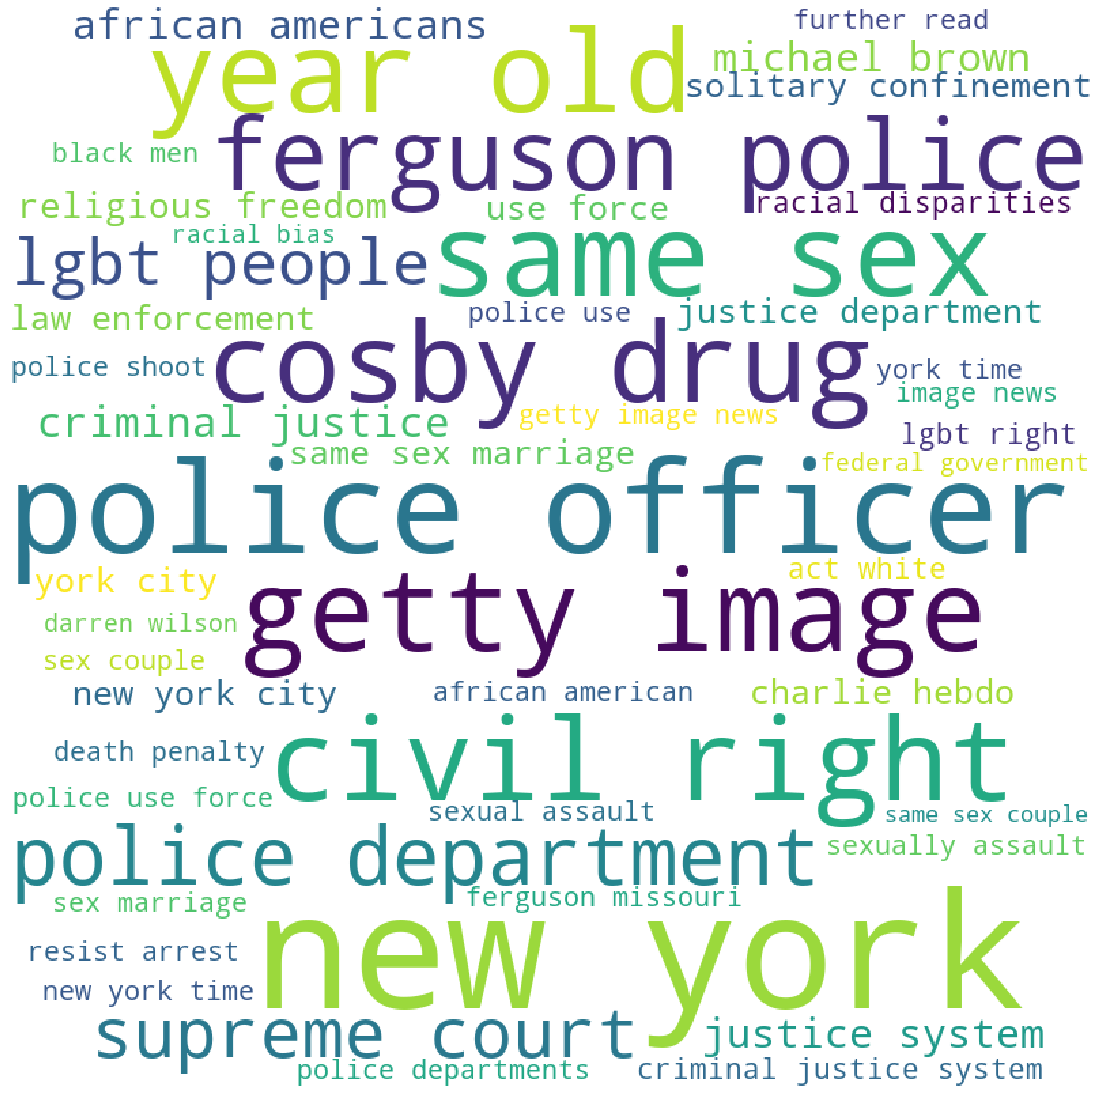 african americans
further read
year old
michael brown
solitary confinement
ferguson police
black men
religious freedom
use force
racial disparities
racial bias
same sex
lgbt people
law enforcement
police use
justice department
police shoot
cosby drug
york time
image news
criminal justice
getty image news
lgbt right
same sex marriage
federal government
police officer
york city
act white
getty image
darren wilson
sex couple
new york city
african american
charlie hebdo
death penalty
civil right
police use force
sexual assault
same sex couple
police department
sexually assault
sex marriage
ferguson missouri
new york
resist arrest
new york time
supreme court
justice system
police departments
criminal justice system